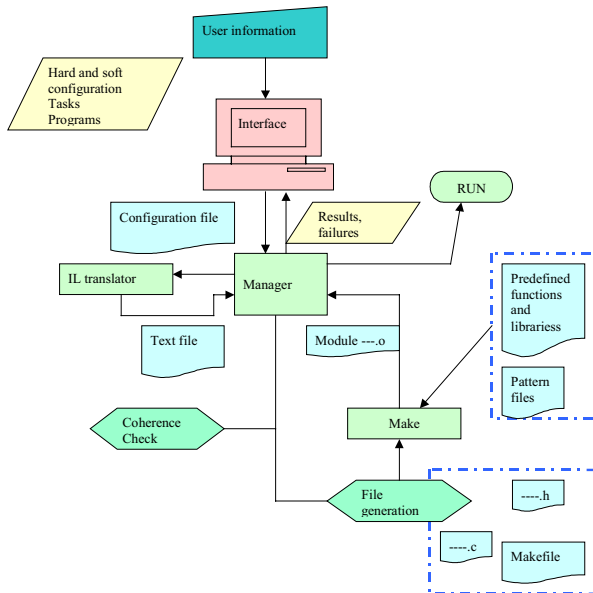 User information
Hard and soft
configuration
Tasks
Programs
Interface
RUN
Configuration file
Results,
failures
IL translator
Manager
Predefined
functions
and
librariess
Text file
Module ---.o
Pattern
files
Coherence
Check
Make
File
generation
----.h
----.c
Makefile